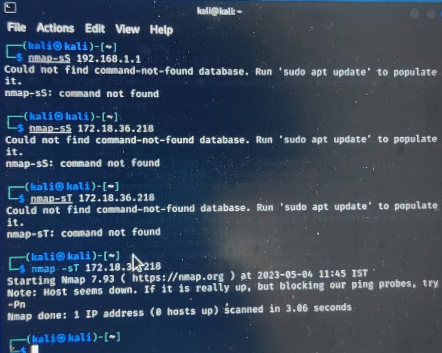 kali@kali: ~
File Actions Edit View Help
(kali㉿kali)-[~]
$ nmap-sS 192.168.1.1
Could not find command-not-found database. Run 'sudo apt update' to populate
it.
nmap-sS: command not found
(kali㉿kali)-[~]
$ nmap-sS 172.18.36.218
Could not find command-not-found database. Run 'sudo apt update' to populate
it.
nmap-sS: command not found
(kali㉿kali)-[~]
$ nmap-sT 172.18.36.218
Could not find command-not-found database. Run 'sudo apt update' to populate
it.
nmap-sT: command not found
(kali㉿kali)-[~]
$ nmap -sT
Starting Nmap 7.93 ( https://nmap.org ) at 2023-05-04 11:45 IST
Note: Host seems down. If it is really up, but blocking our ping probes, try
-Pn
Nmap done: 1 IP address (0 hosts up) scanned in 3.06 seconds
(kali㉿kali)-[~]
$